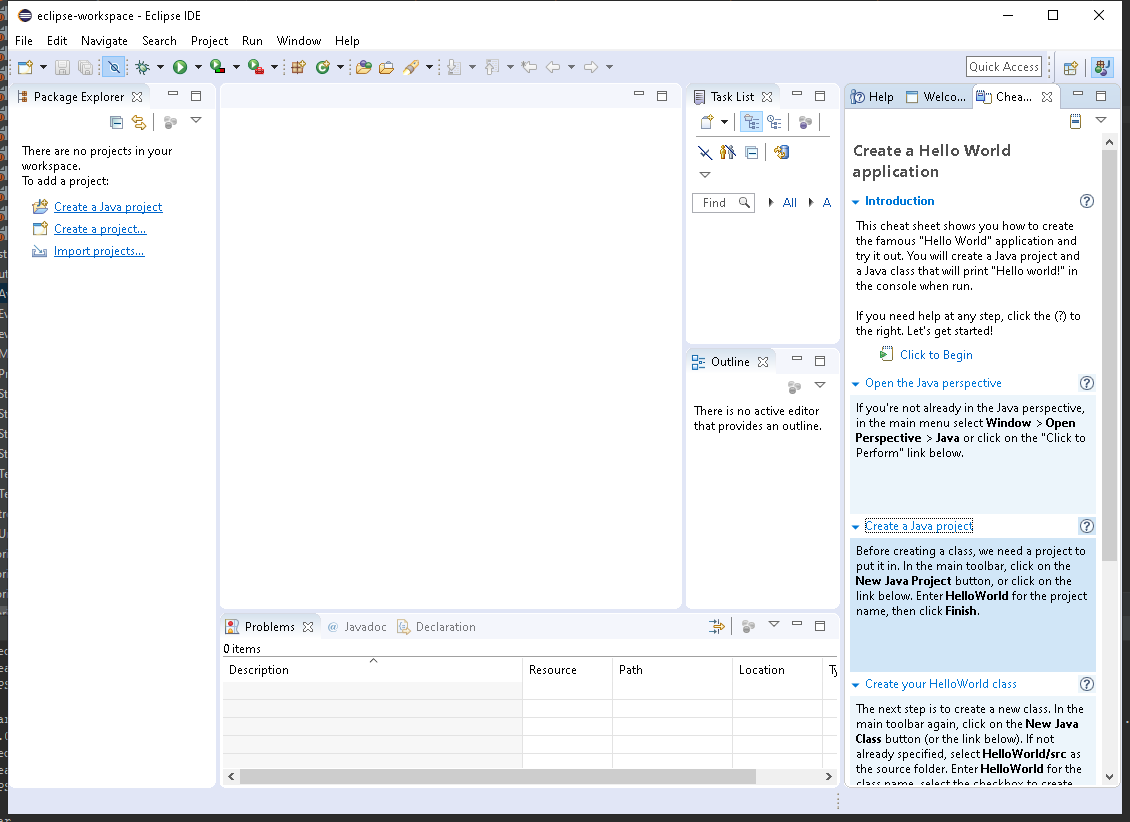 eclipse-workspace - Eclipse IDE
File Edit Navigate Search Project Run Window Help
Quick Access
Package Explorer
There are no projects in your
workspace.
To add a project:
Create a Java project
Create a project...
Import projects...
Task List
Find
All
A
Outline
There is no active editor
that provides an outline.
Problems
@ Javadoc
Declaration
0 items
Description Resource Path Location Ty
Help
Welco...
Chea...
Create a Hello World
application
Introduction
This cheat sheet shows you how to create
the famous "Hello World" application and
try it out. You will create a Java project and
a Java class that will print "Hello world!" in
the console when run.
If you need help at any step, click the (?) to
the right. Let's get started!
Click to Begin
Open the Java perspective
If you're not already in the Java perspective,
in the main menu select Window > Open
Perspective > Java or click on the "Click to
Perform" link below.
Create a Java project
Before creating a class, we need a project to
put it in. In the main toolbar, click on the
New Java Project button, or click on the
link below. Enter HelloWorld for the project
name, then click Finish.
Create your HelloWorld class
The next step is to create a new class. In the
main toolbar again, click on the New Java
Class button (or the link below). If not
already specified, select HelloWorld/src as
the source folder. Enter HelloWorld for the
class name, select the checkbox to create